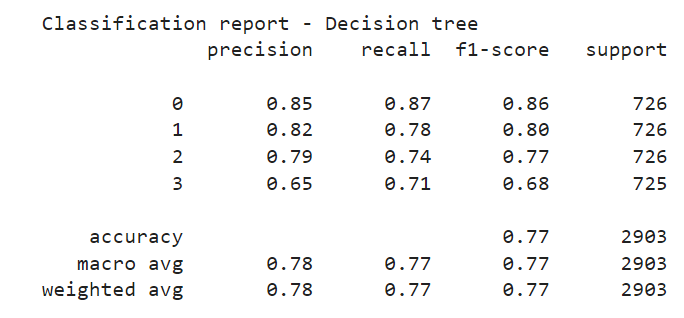 Classification report - Decision tree
precision recall f1-score support
0 0.85 0.87 0.86 726
1 0.82 0.78 0.80 726
2 0.79 0.74 0.77 726
3 0.65 0.71 0.68 725
accuracy 0.77 2903
macro avg 0.78 0.77 0.77 2903
weighted avg 0.78 0.77 0.77 2903